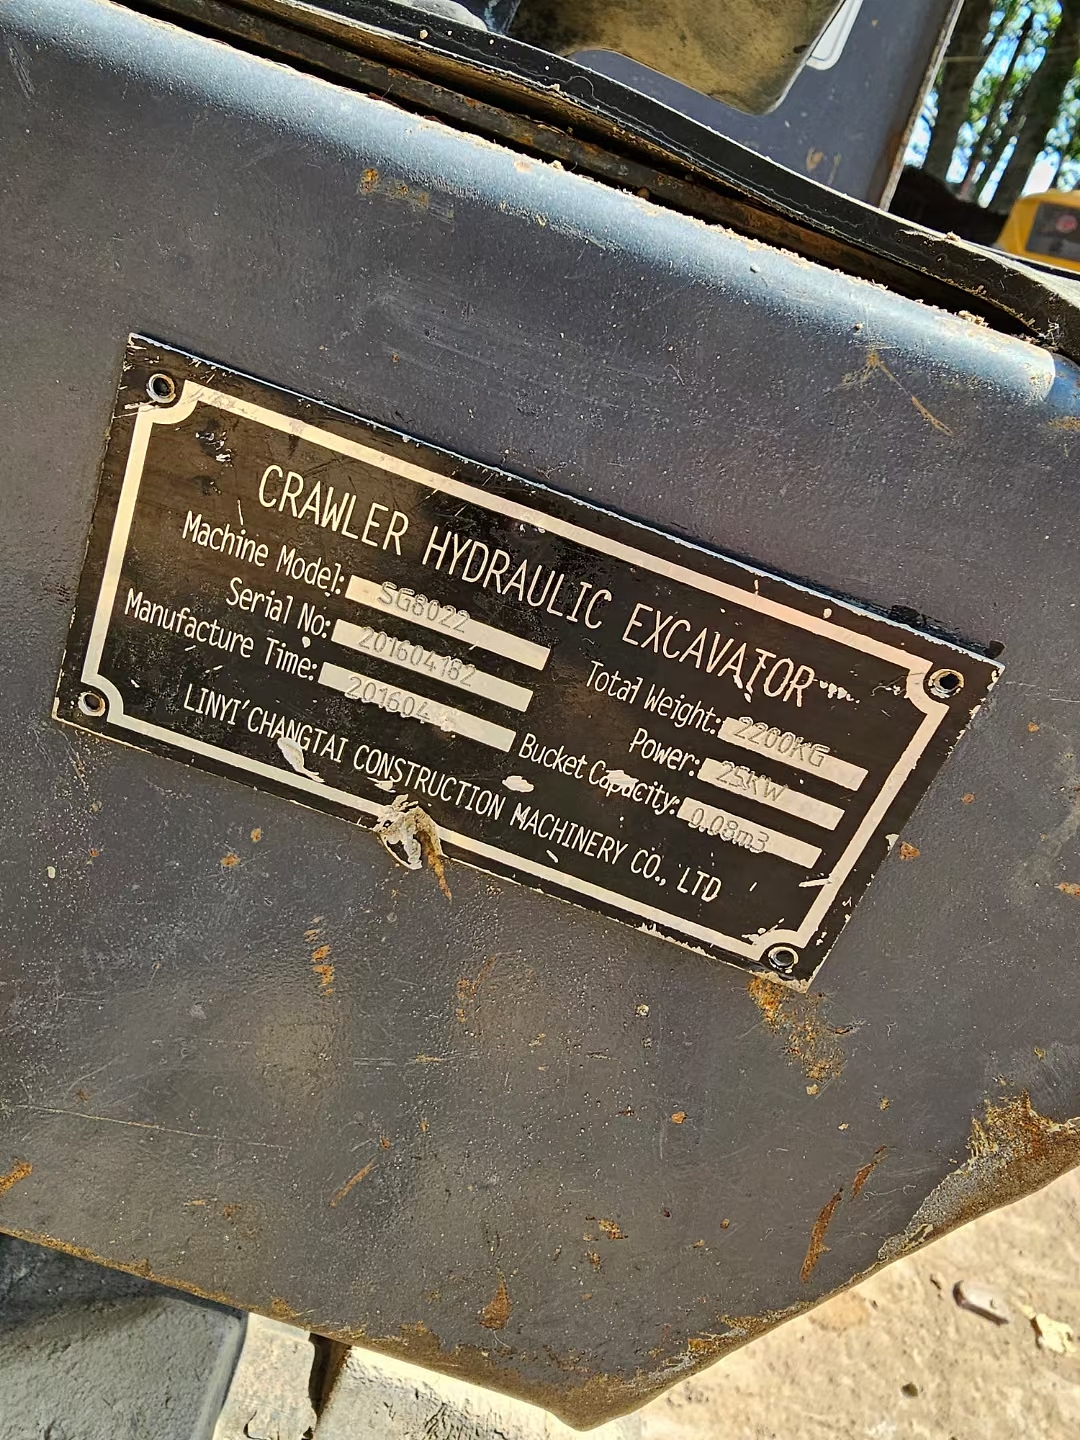 CRAWLER HYDRAULIC EXCAVATOR
Machine Model: SG8022
Serial No: 201604182
Manufacture Time: 201604
Total Weight: 2200KG
Power: 25KW
Bucket Capacity: 0.08m3
LINYI CHANGTAI CONSTRUCTION MACHINERY CO., LTD